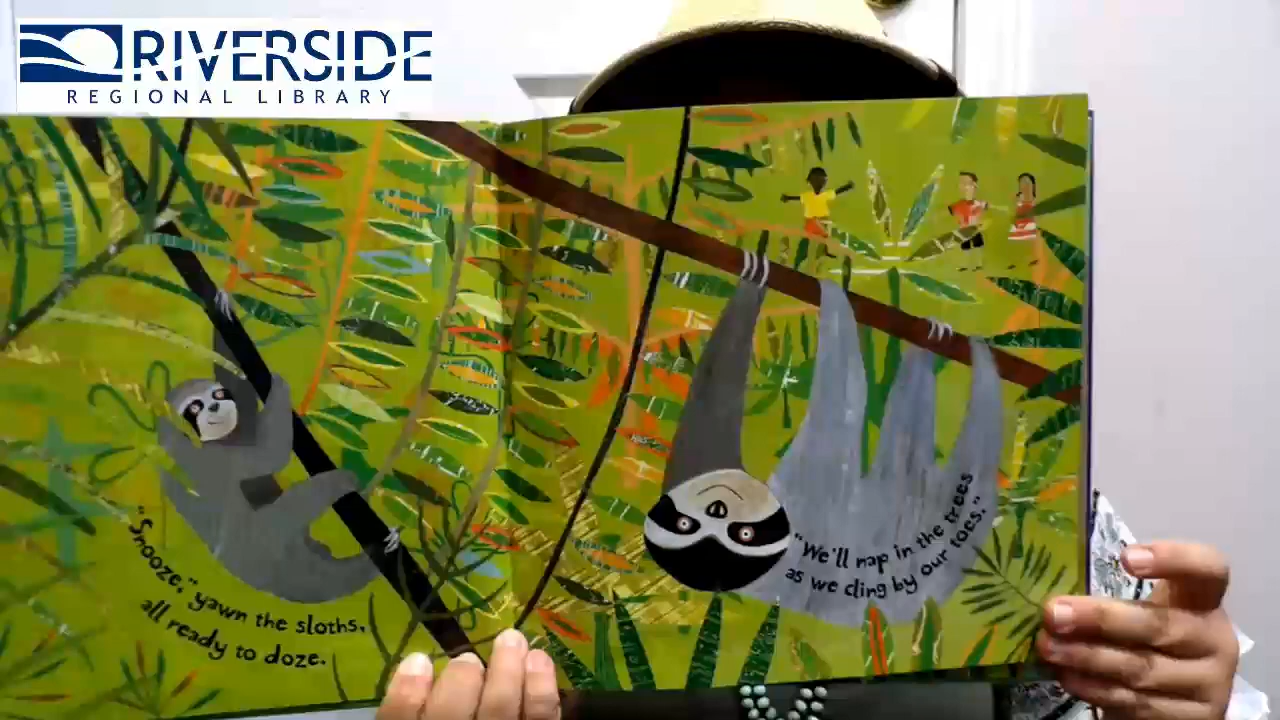 RIVERSIDE
REGIONAL LIBRARY
"Snooze," yawn the sloths,
all ready to doze.
"We'll nap in the trees
as we cling by our toes."